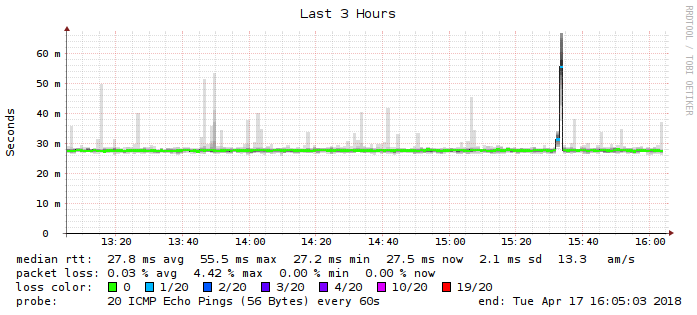 Last 3 Hours
RRDTOOL / TOBI OETIKER
Seconds
60 m
50 m
40 m
30 m
20 m
10 m
0
13:20 13:40 14:00 14:20 14:40 15:00 15:20 15:40 16:00
median rtt: 27.8 ms avg 55.5 ms max 27.2 ms min 27.5 ms now 2.1 ms sd 13.3 am/s
packet loss: 0.03 % avg 4.42 % max 0.00 % min 0.00 % now
loss color: 0 1/20 2/20 3/20 4/20 10/20 19/20
probe: 20 ICMP Echo Pings (56 Bytes) every 60s end: Tue Apr 17 16:05:03 2018